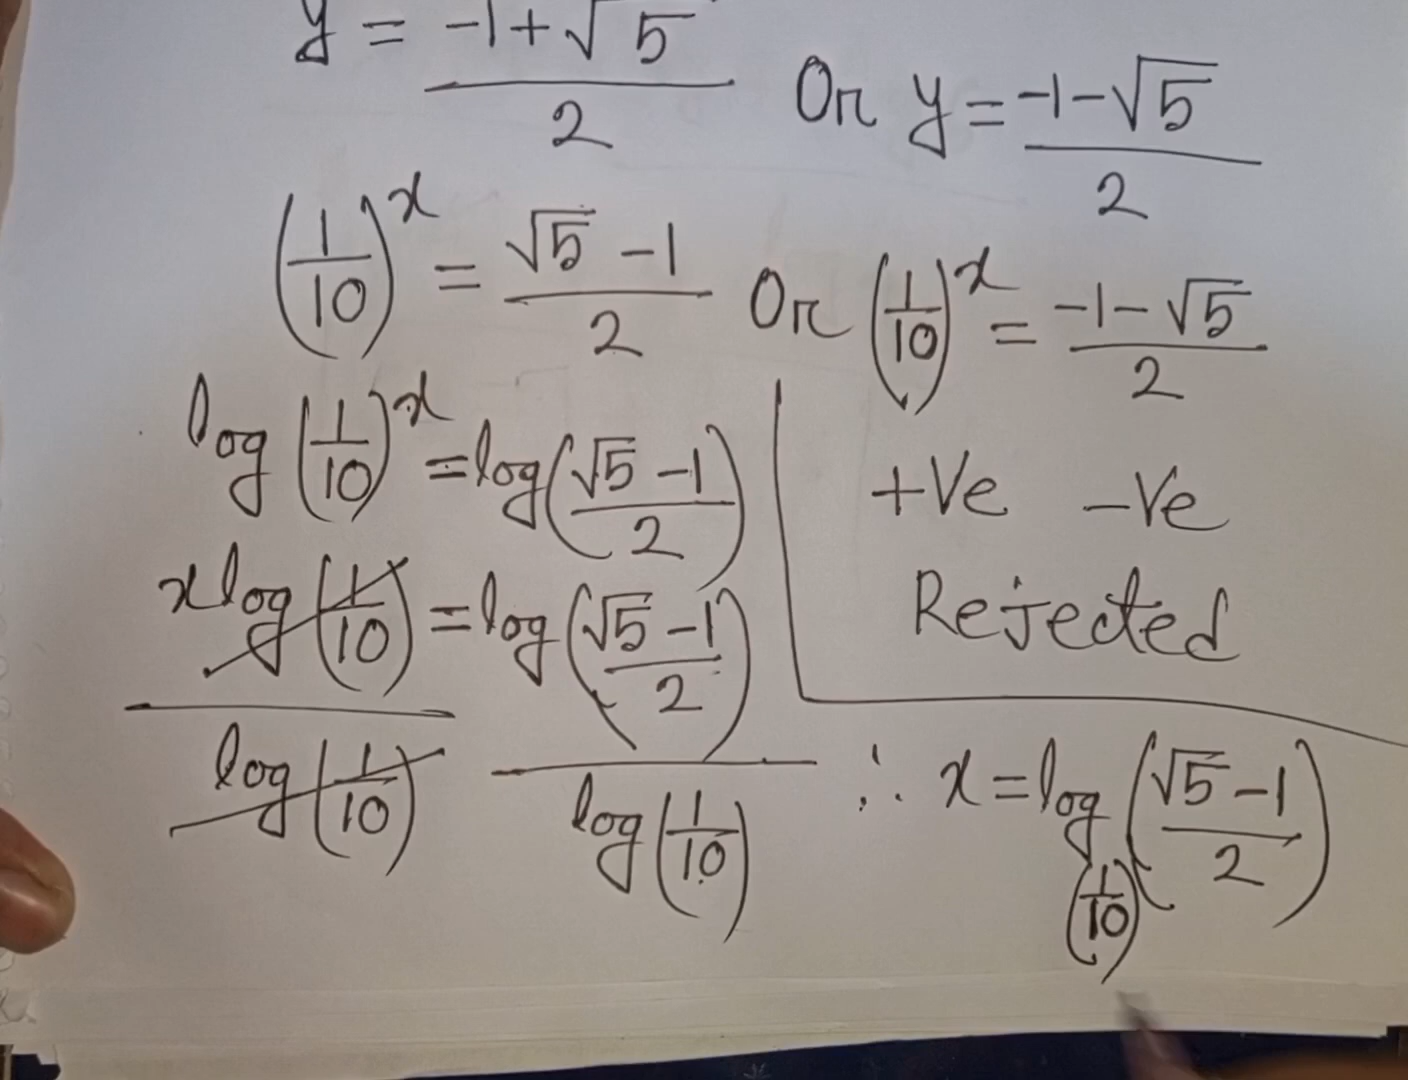 y = (-1+√5)/2 Or y = (-1-√5)/2
(1/10)^x = (√5 -1)/2 Or (1/10)^x = (-1-√5)/2
log (1/10)^x = log((√5 -1)/2)
+Ve -Ve
x log (1/10) = log((√5 -1)/2)
Rejected
log (1/10) log (1/10)
∴ x = log_(1/10) ((√5 -1)/2)